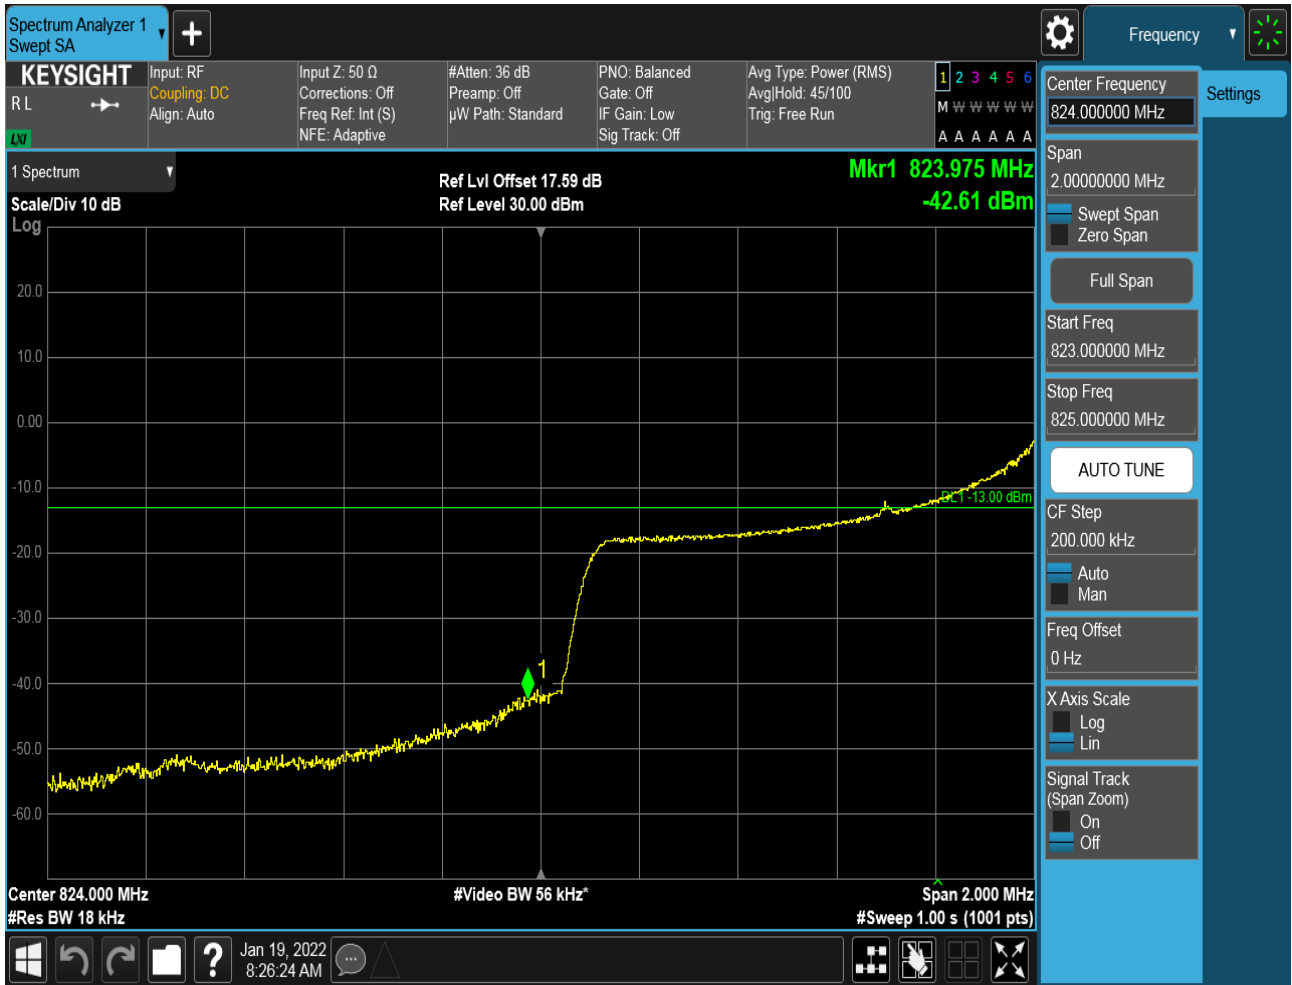 Spectrum Analyzer 1
Swept SA
Frequency
KEYSIGHT
R L
LXI
Input: RF
Coupling: DC
Align: Auto
Input Z: 50 Ω
Corrections: Off
Freq Ref: Int (S)
NFE: Adaptive
#Atten: 36 dB
Preamp: Off
µW Path: Standard
PNO: Balanced
Gate: Off
IF Gain: Low
Sig Track: Off
Avg Type: Power (RMS)
Avg|Hold: 45/100
Trig: Free Run
1 2 3 4 5 6
M W W W W W
A A A A A A
1 Spectrum
Scale/Div 10 dB
Log
Ref Lvl Offset 17.59 dB
Ref Level 30.00 dBm
Mkr1 823.975 MHz
-42.61 dBm
20.0
10.0
0.00
-10.0
DL1 -13.00 dBm
-20.0
-30.0
1
-40.0
-50.0
-60.0
Center 824.000 MHz
#Res BW 18 kHz
#Video BW 56 kHz*
Span 2.000 MHz
#Sweep 1.00 s (1001 pts)
Jan 19, 2022
8:26:24 AM
?
Center Frequency
824.000000 MHz
Settings
Span
2.00000000 MHz
Swept Span
Zero Span
Full Span
Start Freq
823.000000 MHz
Stop Freq
825.000000 MHz
AUTO TUNE
CF Step
200.000 kHz
Auto
Man
Freq Offset
0 Hz
X Axis Scale
Log
Lin
Signal Track
(Span Zoom)
On
Off